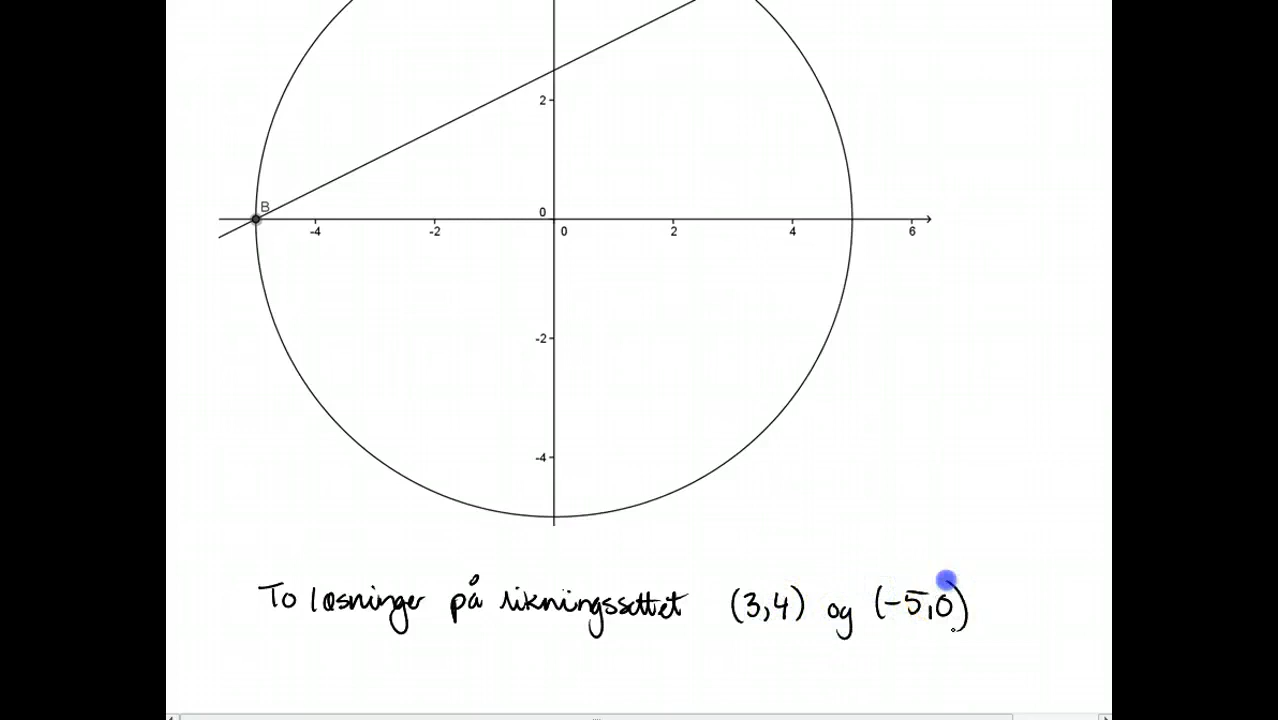 2
B
0
-4 -2 0 2 4 6
-2
-4
To løsninger på likningssettet (3,4) og (-5,0)